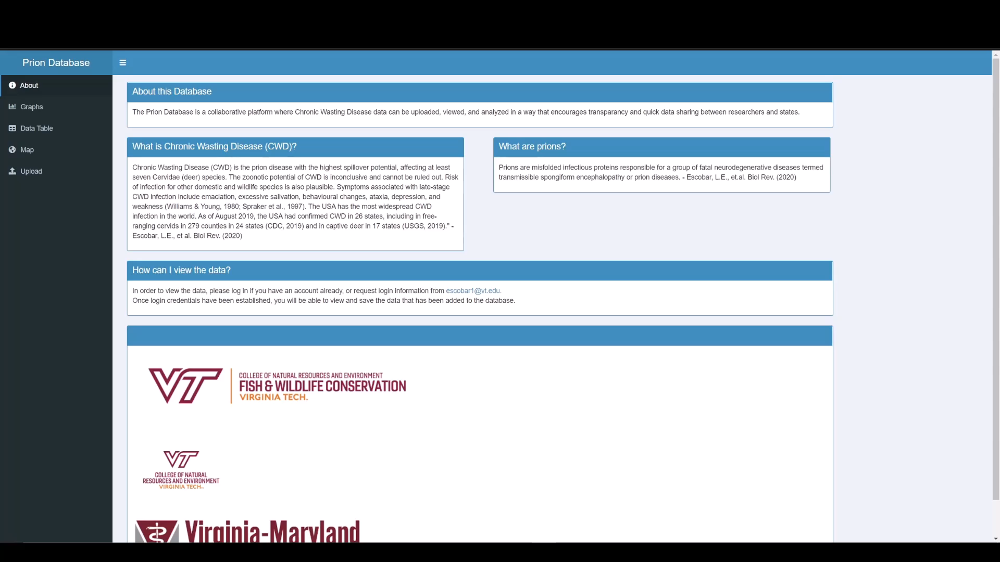 Prion Database
About
Graphs
Data Table
Map
Upload
About this Database
The Prion Database is a collaborative platform where Chronic Wasting Disease data can be uploaded, viewed, and analyzed in a way that encourages transparancy and quick data sharing between researchers and states.
What is Chronic Wasting Disease (CWD)?
Chronic Wasting Disease (CWD) is the prion disease with the highest spillover potential, affecting at least
seven Cervidae (deer) species. The zoonotic potential of CWD is inconclusive and cannot be ruled out. Risk
of infection for other domestic and wildlife species is also plausible. Symptoms associated with late-stage
CWD infection include emaciation, excessive salivation, behavioural changes, ataxia, depression, and
weakness (Williams & Young, 1980; Spraker et al., 1997). The USA has the most widespread CWD
infection in the world. As of August 2019, the USA had confirmed CWD in 26 states, including in free-
ranging cervids in 279 counties in 24 states (CDC, 2019) and in captive deer in 17 states (USGS, 2019)." -
Escobar, L.E., et al. Biol Rev. (2020)
What are prions?
Prions are misfolded infectious proteins responsible for a group of fatal neurodegenerative diseases termed
transmissible spongiform encephalopathy or prion diseases. - Escobar, L.E., et.al. Biol Rev. (2020)
How can I view the data?
In order to view the data, please log in if you have an account already, or request login information from escobar1@vt.edu.
Once login credentials have been established, you will be able to view and save the data that has been added to the database.
VT
COLLEGE OF NATURAL RESOURCES AND ENVIRONMENT
FISH & WILDLIFE CONSERVATION
VIRGINIA TECH™
VT
COLLEGE OF NATURAL
RESOURCES AND ENVIRONMENT
VIRGINIA TECH™
Virginia-Maryland